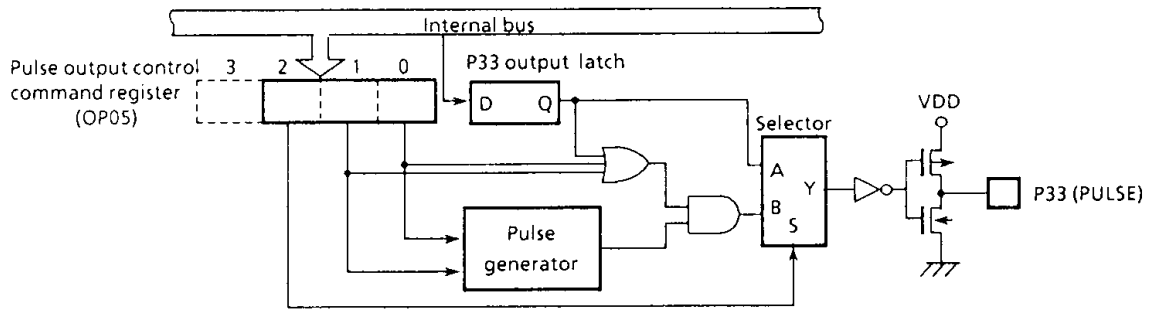 Internal bus
Pulse output control
command register
(OP05)
3 2 1 0
P33 output latch
D Q
VDD
Selector
A
Y
B
S
P33 (PULSE)
Pulse
generator